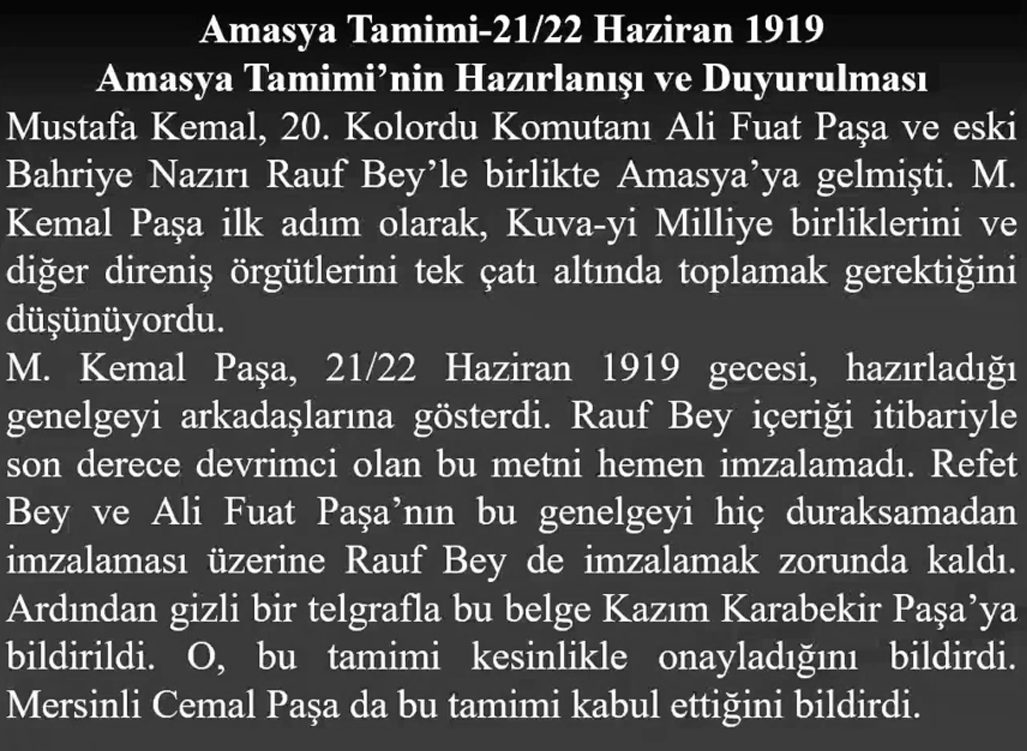 Amasya Tamimi-21/22 Haziran 1919
Amasya Tamimi’nin Hazırlanışı ve Duyurulması
Mustafa Kemal, 20. Kolordu Komutanı Ali Fuat Paşa ve eski
Bahriye Nazırı Rauf Bey’le birlikte Amasya’ya gelmişti. M.
Kemal Paşa ilk adım olarak, Kuva-yi Milliye birliklerini ve
diğer direniş örgütlerini tek çatı altında toplamak gerektiğini
düşünüyordu.
M. Kemal Paşa, 21/22 Haziran 1919 gecesi, hazırladığı
genelgeyi arkadaşlarına gösterdi. Rauf Bey içeriği itibariyle
son derece devrimci olan bu metni hemen imzalamadı. Refet
Bey ve Ali Fuat Paşa’nın bu genelgeyi hiç duraksamadan
imzalaması üzerine Rauf Bey de imzalamak zorunda kaldı.
Ardından gizli bir telgrafla bu belge Kazım Karabekir Paşa’ya
bildirildi. O, bu tamimi kesinlikle onayladığını bildirdi.
Mersinli Cemal Paşa da bu tamimi kabul ettiğini bildirdi.